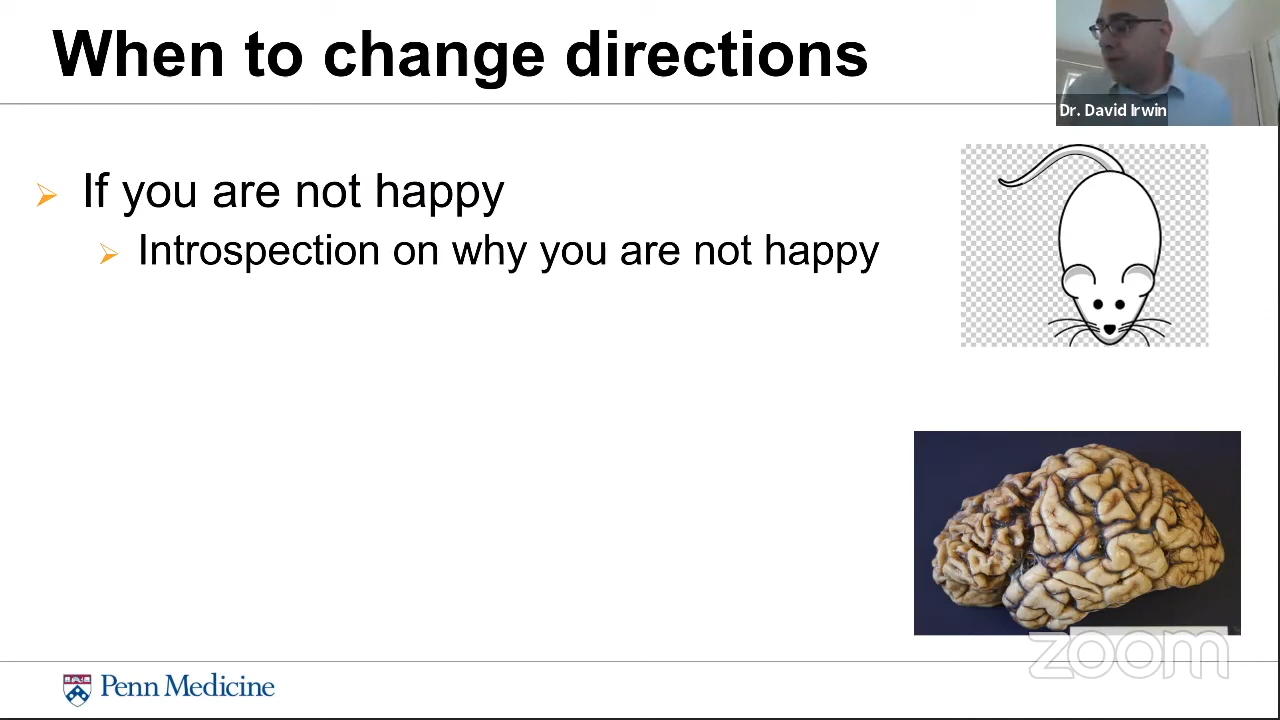 When to change directions
Dr. David Irwin
If you are not happy
Introspection on why you are not happy
zoom
Penn Medicine